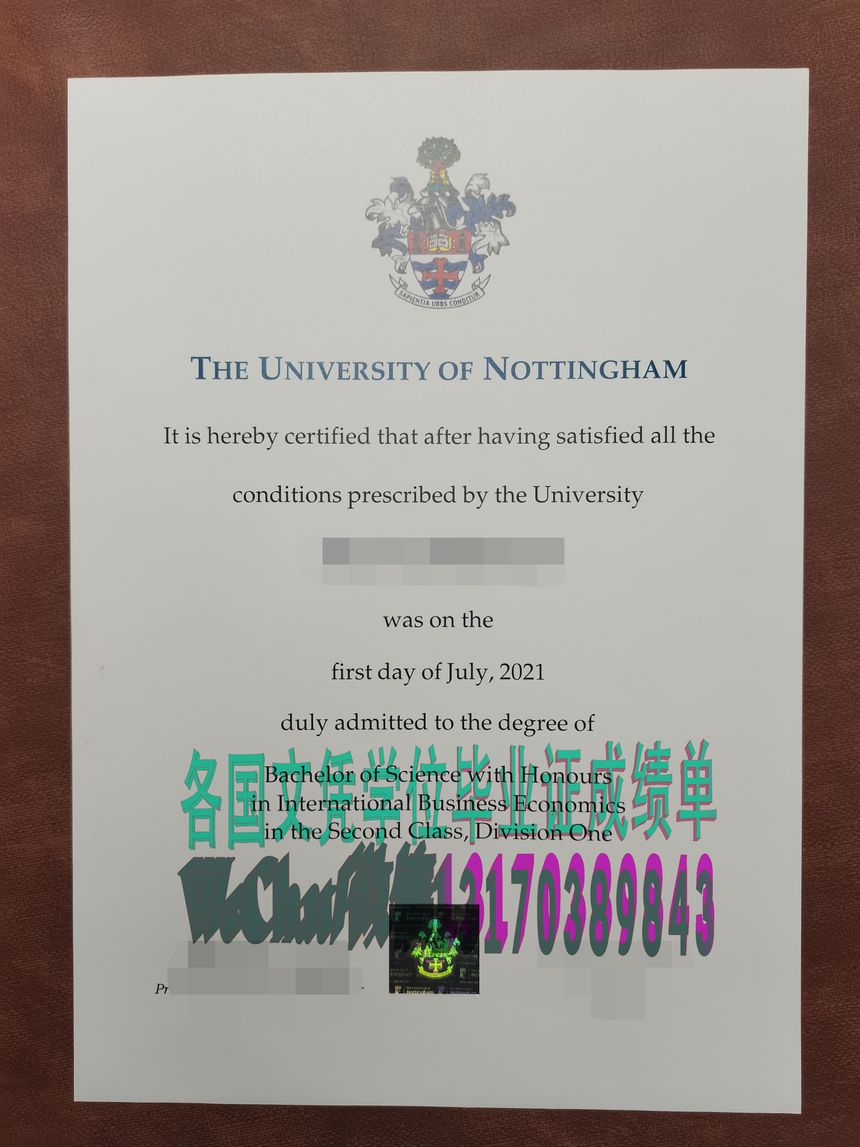 SAPIENTIA URBS CONDITUR
THE UNIVERSITY OF NOTTINGHAM
It is hereby certified that after having satisfied all the
conditions prescribed by the University
was on the
first day of July, 2021
duly admitted to the degree of
各国文凭学位毕业证成绩单
Bachelor of Science with Honours
in International Business Economics
in the Second Class, Division One
WeChat微信13170389843
Pr